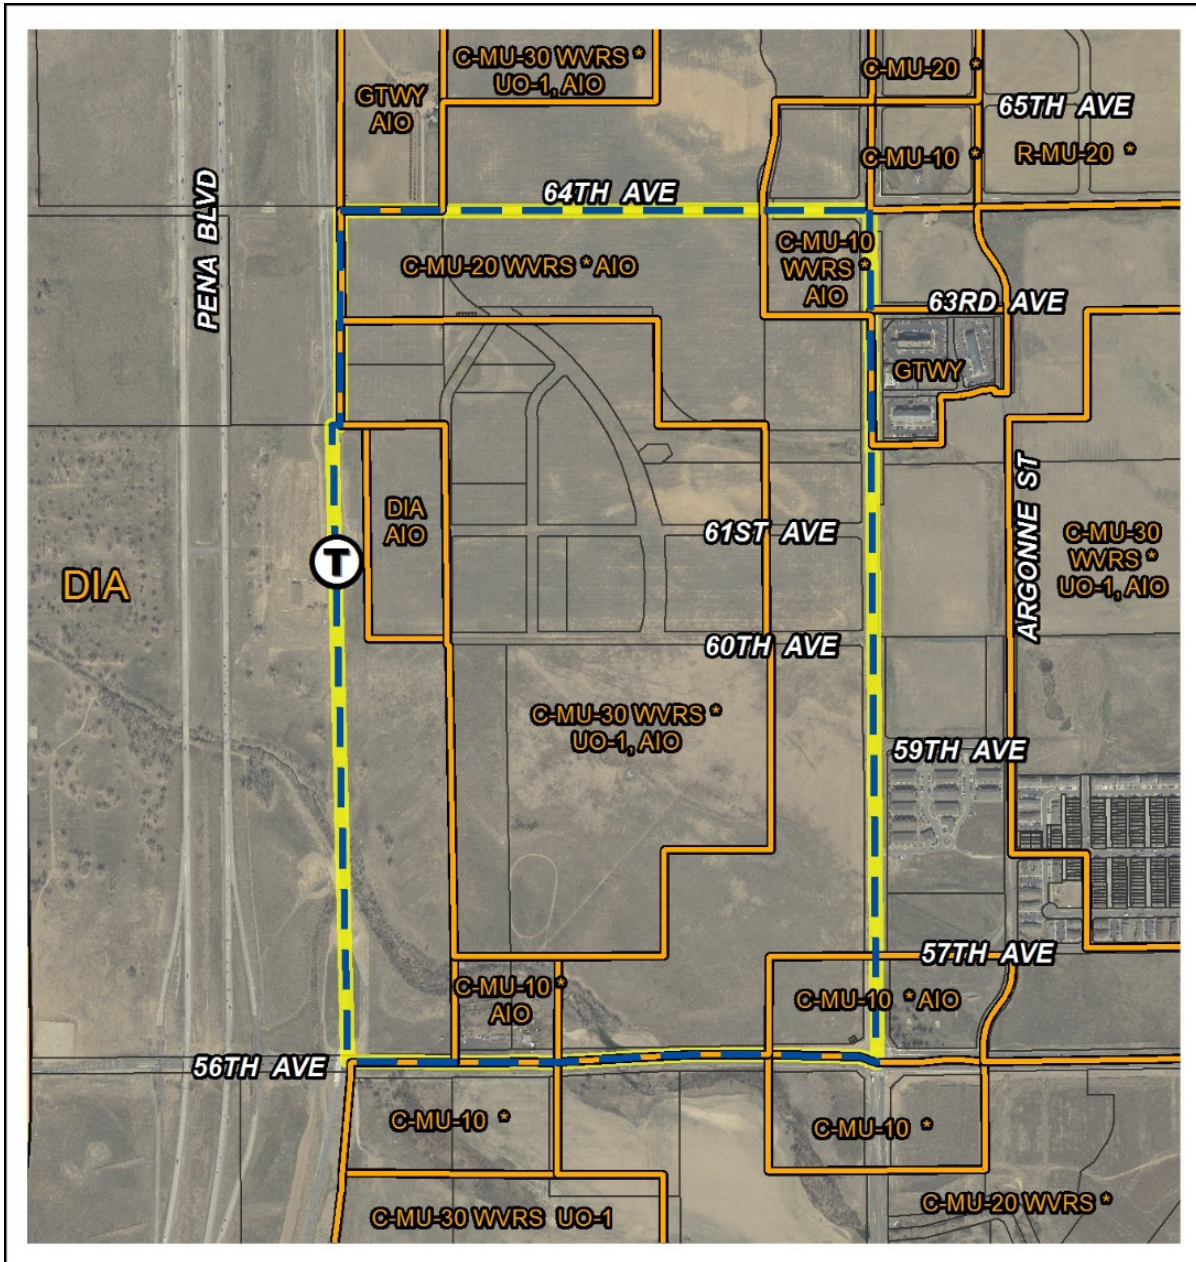 C-MU-30 WVRS *
UO-1, AIO
C-MU-20 *
GTWY
AIO
65TH AVE
C-MU-10 *
R-MU-20 *
PENA BLVD
64TH AVE
C-MU-10
WVRS *
AIO
C-MU-20 WVRS * AIO
63RD AVE
GTWY
DIA
AIO
61ST AVE
ARGONNE ST
C-MU-30
WVRS *
UO-1, AIO
T
DIA
60TH AVE
C-MU-30 WVRS *
UO-1, AIO
59TH AVE
57TH AVE
C-MU-10 *
AIO
C-MU-10 * AIO
56TH AVE
C-MU-10 *
C-MU-10 *
C-MU-30 WVRS UO-1
C-MU-20 WVRS *